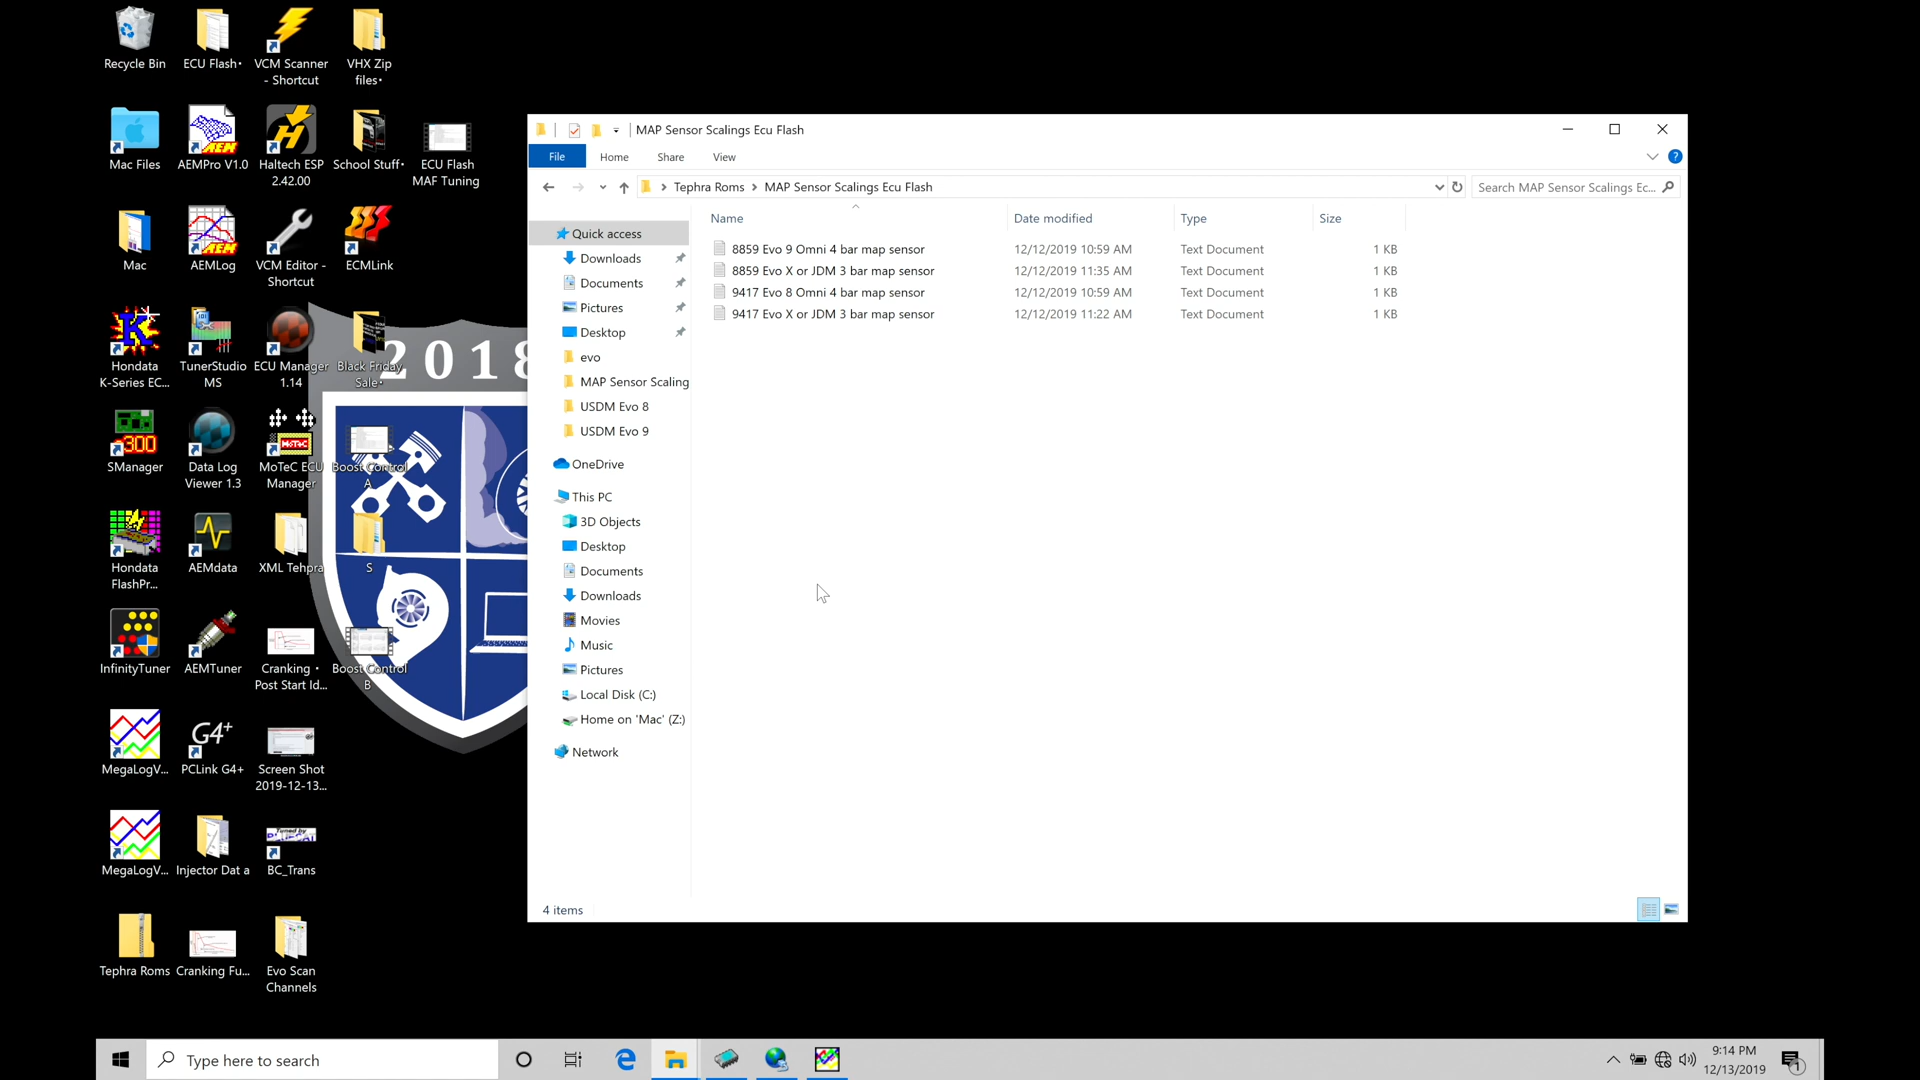 Recycle Bin
ECU Flash
VCM Scanner
- Shortcut
VHX Zip
files
Mac Files
AEMPro V1.0
Haltech ESP
2.42.00
School Stuff
ECU Flash
MAF Tuning
Mac
AEMLog
VCM Editor -
Shortcut
ECMLink
Hondata
K-Series EC...
TunerStudio
MS
ECU Manager
1.14
Black Friday
Sale
SManager
Data Log
Viewer 1.3
MoTeC ECU
Manager
Boost Control
A
Hondata
FlashPr...
AEMdata
XML Tehpra
S
InfinityTuner
AEMTuner
Cranking
Post Start Id...
Boost Control
B
MegaLogV...
G4+
PCLink G4+
Screen Shot
2019-12-13...
MegaLogV...
Injector Dat a
BC_Trans
Tephra Roms
Cranking Fu...
Evo Scan
Channels
2018
MAP Sensor Scalings Ecu Flash
File
Home
Share
View
Tephra Roms > MAP Sensor Scalings Ecu Flash
Search MAP Sensor Scalings Ec...
Name
Date modified
Type
Size
8859 Evo 9 Omni 4 bar map sensor 12/12/2019 10:59 AM Text Document 1 KB
8859 Evo X or JDM 3 bar map sensor 12/12/2019 11:35 AM Text Document 1 KB
9417 Evo 8 Omni 4 bar map sensor 12/12/2019 10:59 AM Text Document 1 KB
9417 Evo X or JDM 3 bar map sensor 12/12/2019 11:22 AM Text Document 1 KB
Quick access
Downloads
Documents
Pictures
Desktop
evo
MAP Sensor Scaling
USDM Evo 8
USDM Evo 9
OneDrive
This PC
3D Objects
Desktop
Documents
Downloads
Movies
Music
Pictures
Local Disk (C:)
Home on 'Mac' (Z:)
Network
4 items
Type here to search
9:14 PM
12/13/2019
1